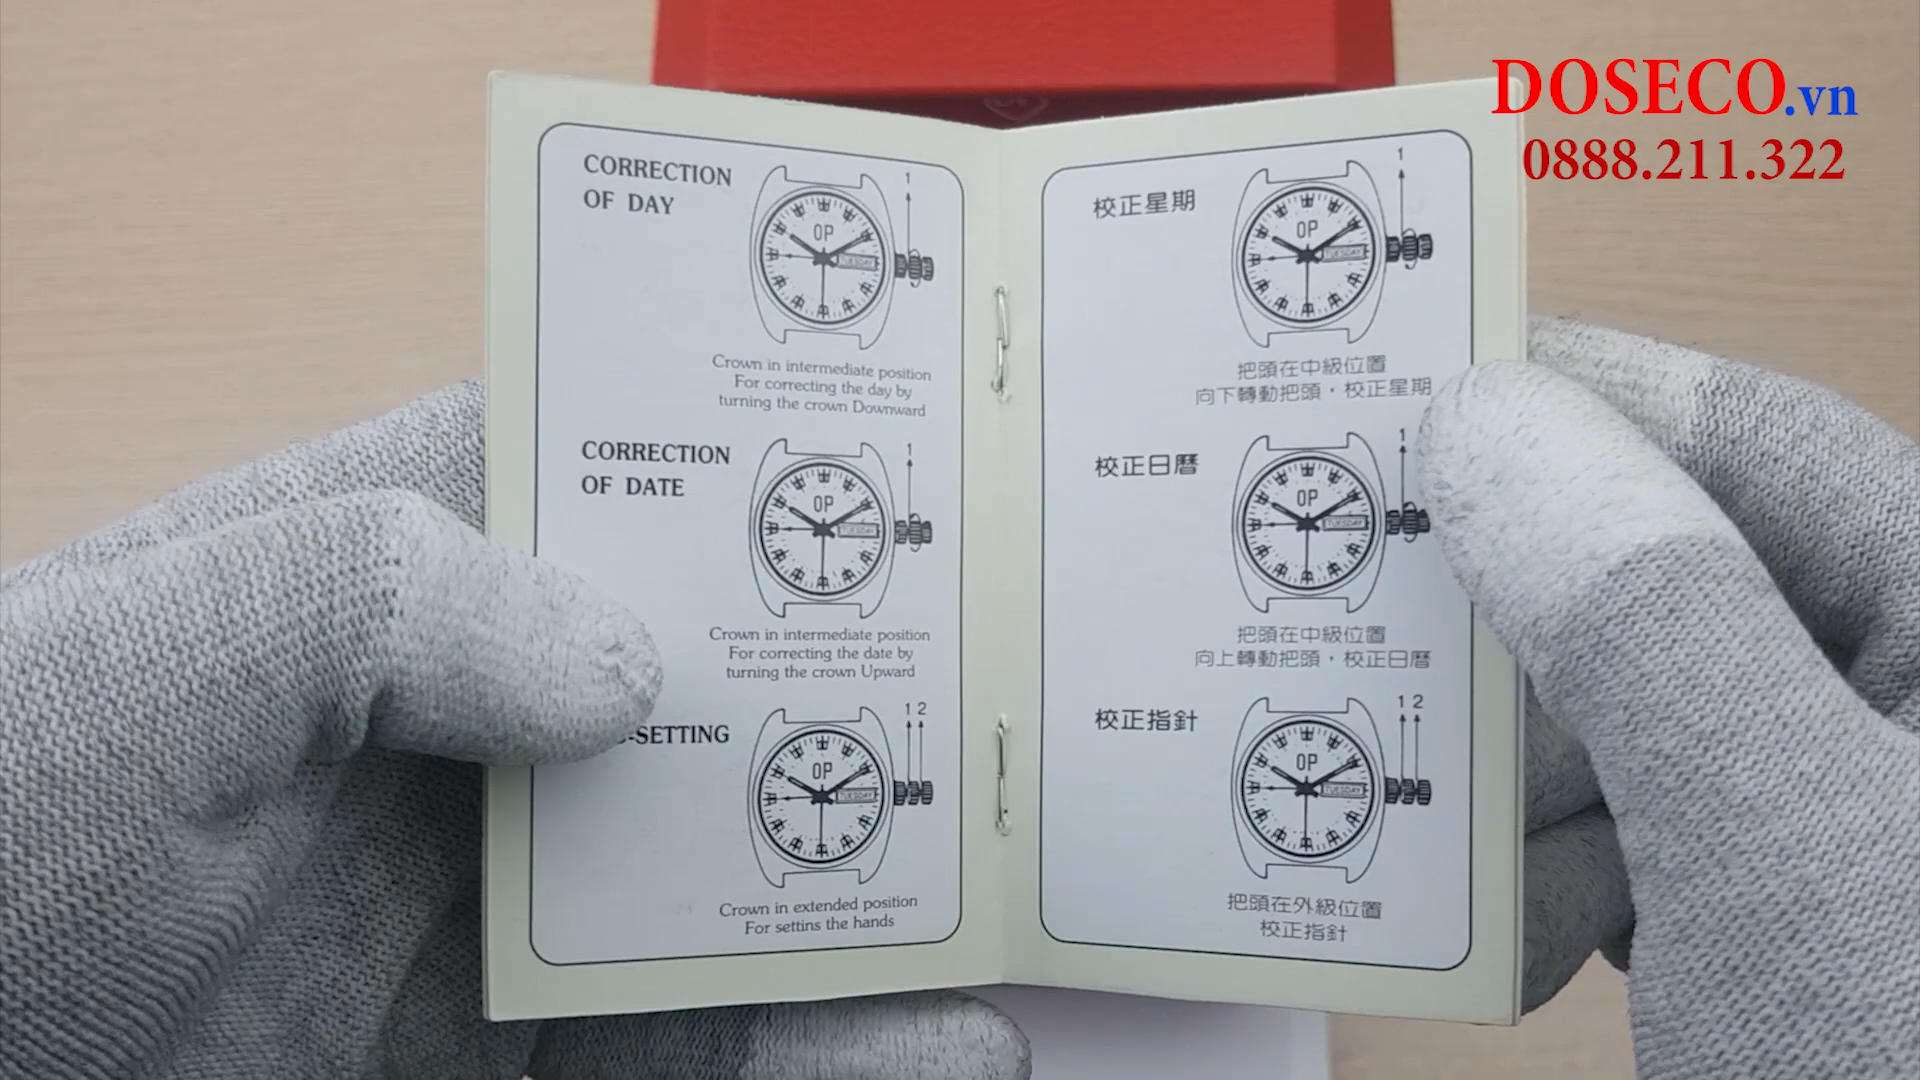 DOSECO.vn
0888.211.322
CORRECTION
OF DAY
1
OP
TUESDAY
Crown in intermediate position
For correcting the day by
turning the crown Downward
CORRECTION
OF DATE
1
OP
TUESDAY
Crown in intermediate position
For correcting the date by
turning the crown Upward
-SETTING
1 2
OP
TUESDAY
Crown in extended position
For settins the hands
校正星期
1
OP
TUESDAY
把頭在中級位置
向下轉動把頭，校正星期
校正日曆
1
OP
TUESDAY
把頭在中級位置
向上轉動把頭，校正日曆
校正指針
1 2
OP
TUESDAY
把頭在外級位置
校正指針